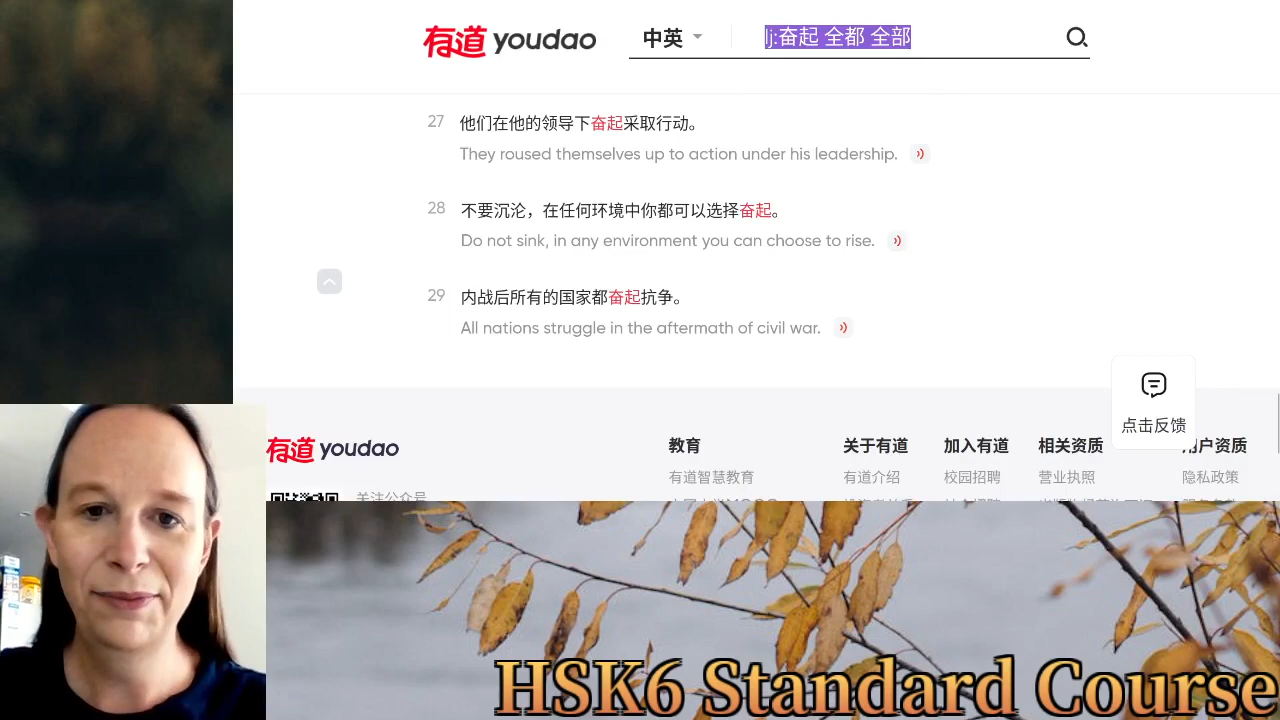 有道 youdao 中英 lj:奋起 全都 全部
27 他们在他的领导下奋起采取行动。
They roused themselves up to action under his leadership.
28 不要沉沦，在任何环境中你都可以选择奋起。
Do not sink, in any environment you can choose to rise.
29 内战后所有的国家都奋起抗争。
All nations struggle in the aftermath of civil war.
点击反馈
有道 youdao
教育 关于有道 加入有道 相关资质 用户资质
有道智慧教育 有道介绍 校园招聘 营业执照 隐私政策
关注公众号
HSK6 Standard Course